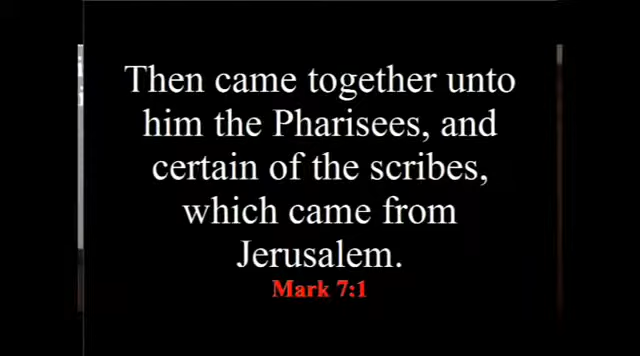 Then came together unto
him the Pharisees, and
certain of the scribes,
which came from
Jerusalem.
Mark 7:1